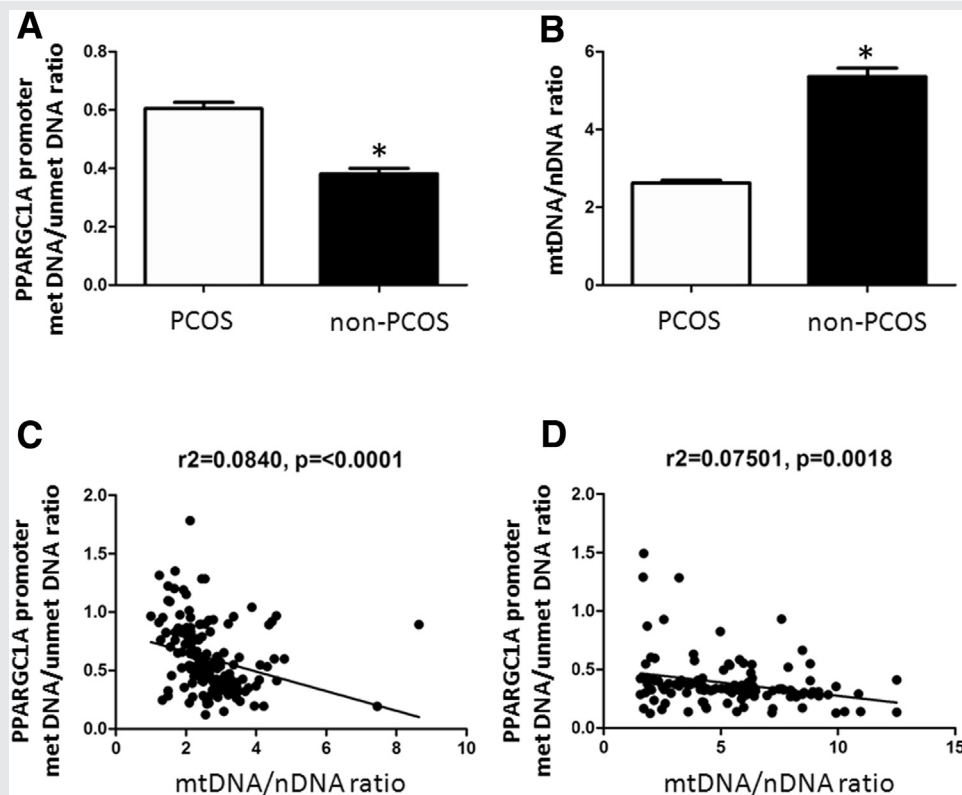 A
PPARGC1A promoter
met DNA/unmet DNA ratio
0.8
0.6
0.4
0.2
0.0
*
PCOS
non-PCOS
B
mtDNA/nDNA ratio
6
4
2
0
*
PCOS
non-PCOS
C
r2=0.0840, p=<0.0001
PPARGC1A promoter
met DNA/unmet DNA ratio
2.0
1.5
1.0
0.5
0.0
0 2 4 6 8 10
mtDNA/nDNA ratio
D
r2=0.07501, p=0.0018
PPARGC1A promoter
met DNA/unmet DNA ratio
2.0
1.5
1.0
0.5
0.0
0 5 10 15
mtDNA/nDNA ratio